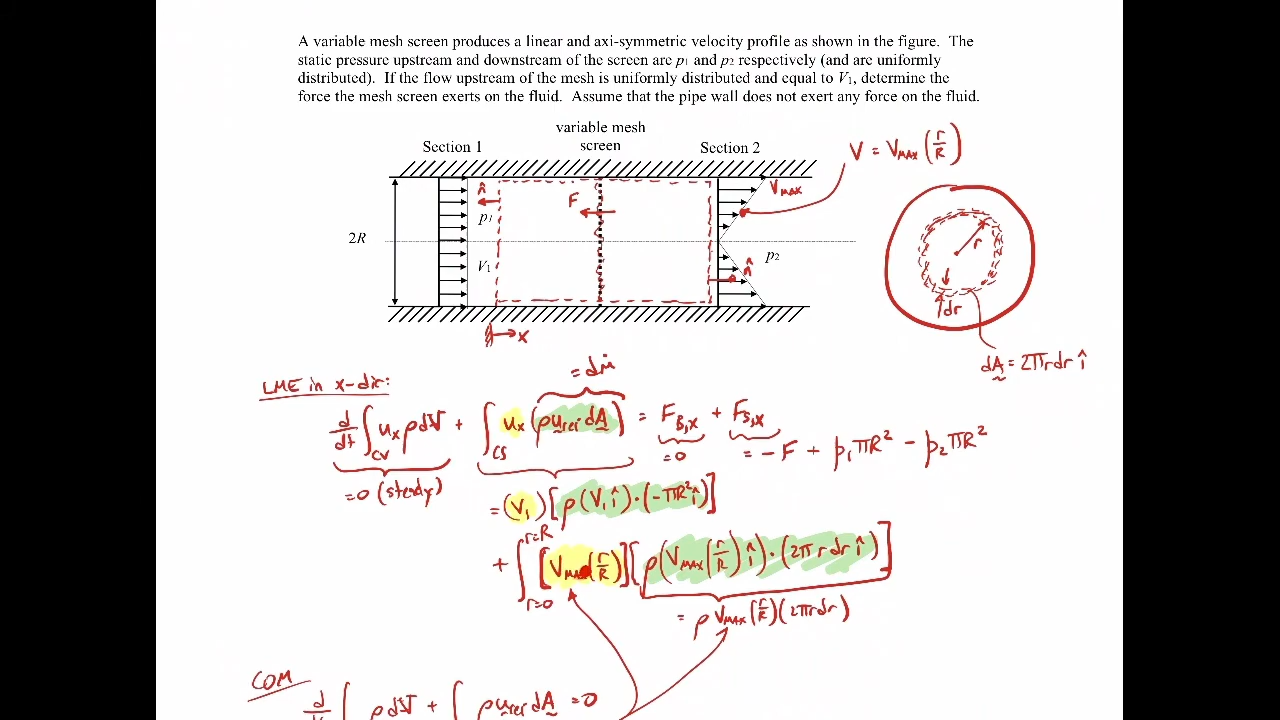 A variable mesh screen produces a linear and axi-symmetric velocity profile as shown in the figure. The
static pressure upstream and downstream of the screen are p1 and p2 respectively (and are uniformly
distributed). If the flow upstream of the mesh is uniformly distributed and equal to V1, determine the
force the mesh screen exerts on the fluid. Assume that the pipe wall does not exert any force on the fluid.
variable mesh
Section 1 screen Section 2
V = VMAX (r/R)
n̂ p1 F VMAX
2R V1 n̂ p2
r
dr
x
dA = 2πrdr î
LME in x-dir:
= dṁ
d/dt ∫CV ux ρdV + ∫CS ux (ρ urel·dA) = FB,x + FS,x
=0 (steady) =0 = -F + p1πR² - p2πR²
= (V1)[ρ(V1 î)·(-πR² î)]
+ ∫r=0 r=R [VMAX(r/R)][ρ(VMAX(r/R) î)·(2πrdr î)]
= ρ VMAX(r/R)(2πrdr)
COM
d/dt ∫ ρdV + ∫ ρ urel·dA = 0